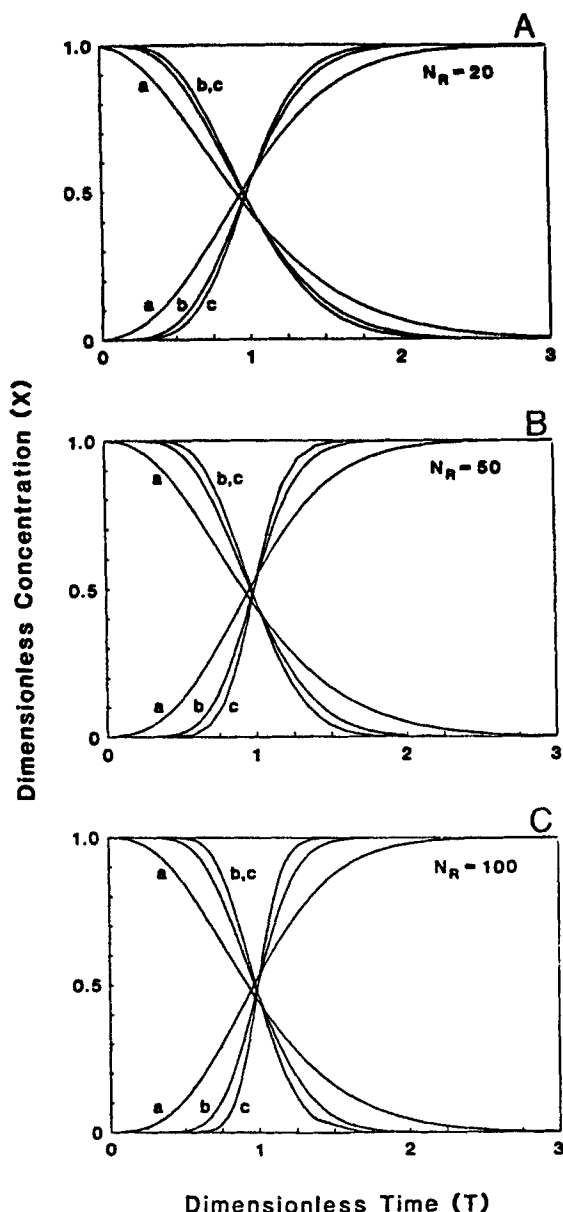 A
1.0
b,c
a
N_R = 20
0.5
a
b
c
0
0
1
2
3
B
1.0
b,c
a
N_R = 50
0.5
a
b
c
0
0
1
2
3
C
1.0
b,c
a
N_R = 100
0.5
a
b
c
0
0
1
2
3
Dimensionless Concentration (X)
Dimensionless Time (T)